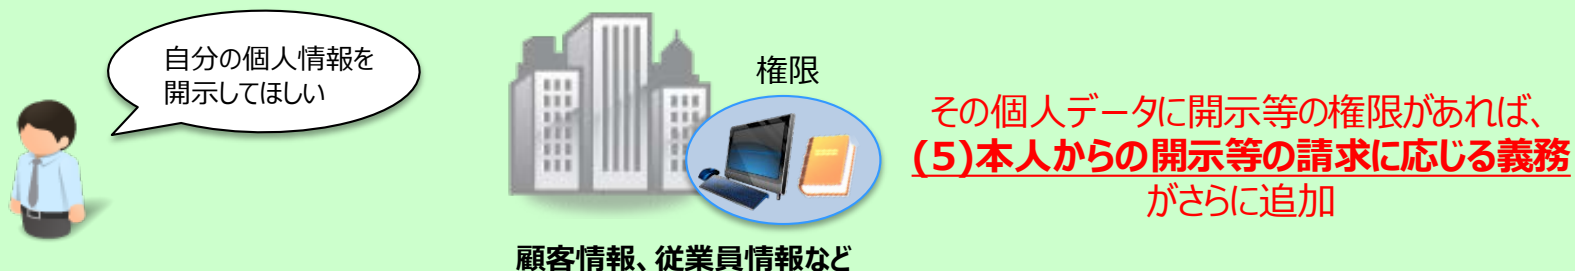 自分の個人情報を
開示してほしい
権限
顧客情報、従業員情報など
その個人データに開示等の権限があれば、
(5)本人からの開示等の請求に応じる義務
がさらに追加